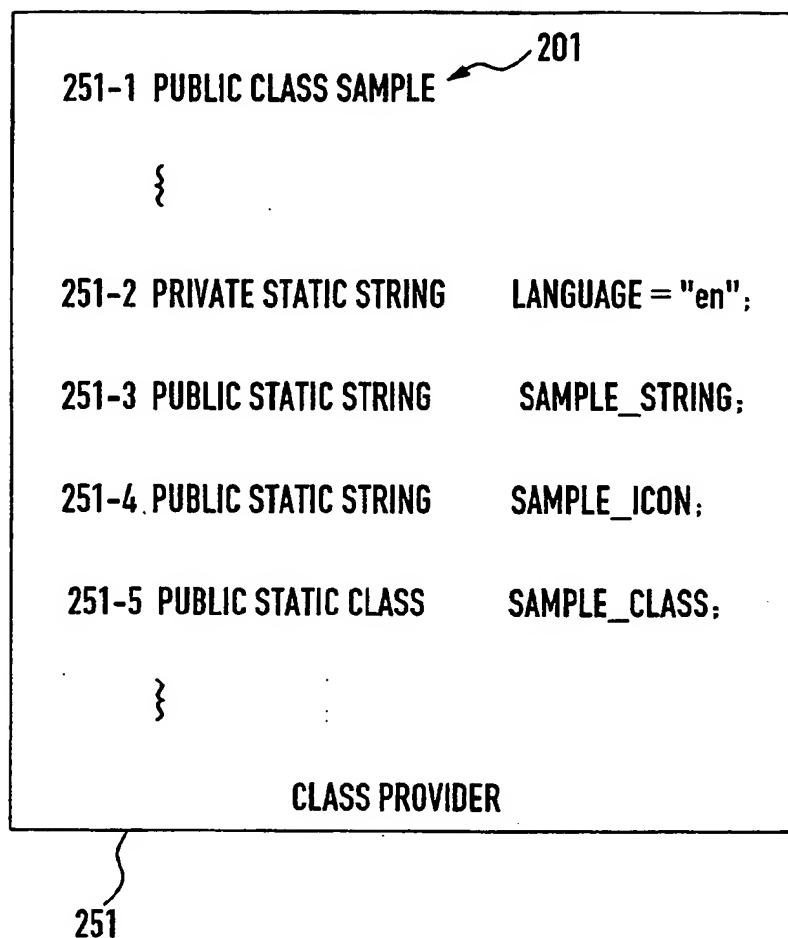 201
251-1 PUBLIC CLASS SAMPLE
{
251-2 PRIVATE STATIC STRING LANGUAGE = "en";
251-3 PUBLIC STATIC STRING SAMPLE_STRING;
251-4 PUBLIC STATIC STRING SAMPLE_ICON;
251-5 PUBLIC STATIC CLASS SAMPLE_CLASS;
}
CLASS PROVIDER
251